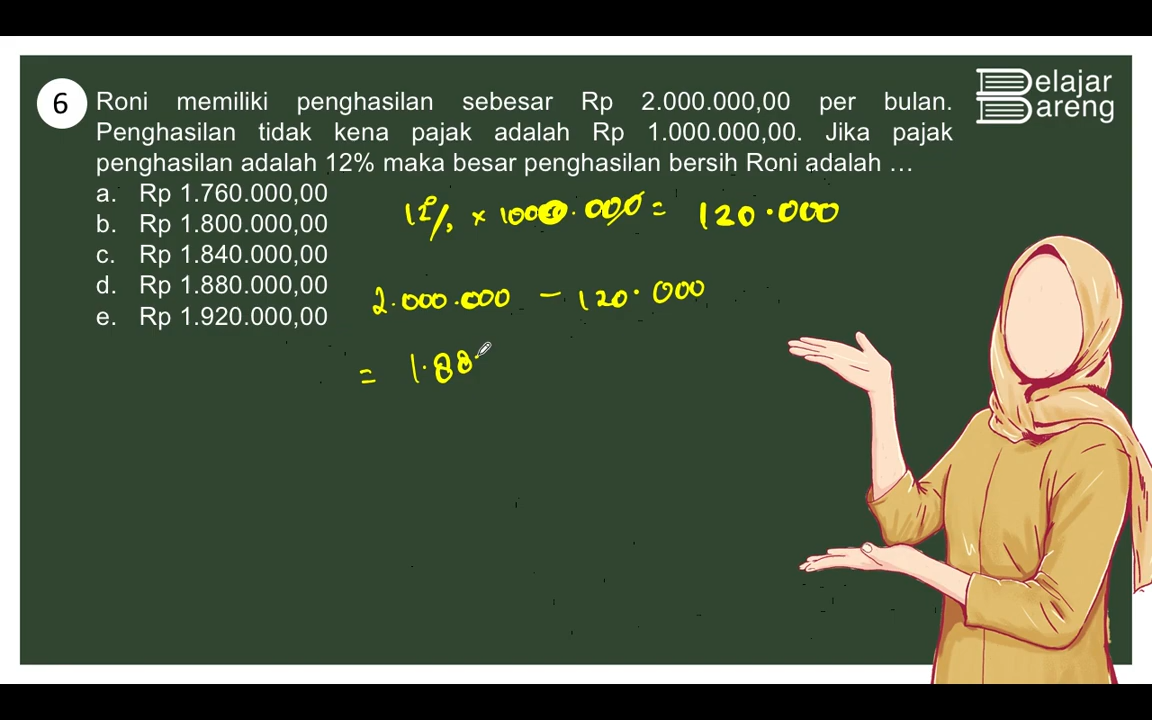 6
Roni memiliki penghasilan sebesar Rp 2.000.000,00 per bulan.
Penghasilan tidak kena pajak adalah Rp 1.000.000,00. Jika pajak
penghasilan adalah 12% maka besar penghasilan bersih Roni adalah …
a. Rp 1.760.000,00
b. Rp 1.800.000,00
c. Rp 1.840.000,00
d. Rp 1.880.000,00
e. Rp 1.920.000,00
Belajar
Bareng
12% × 1000.000 = 120.000
2.000.000 – 120.000
= 1.88